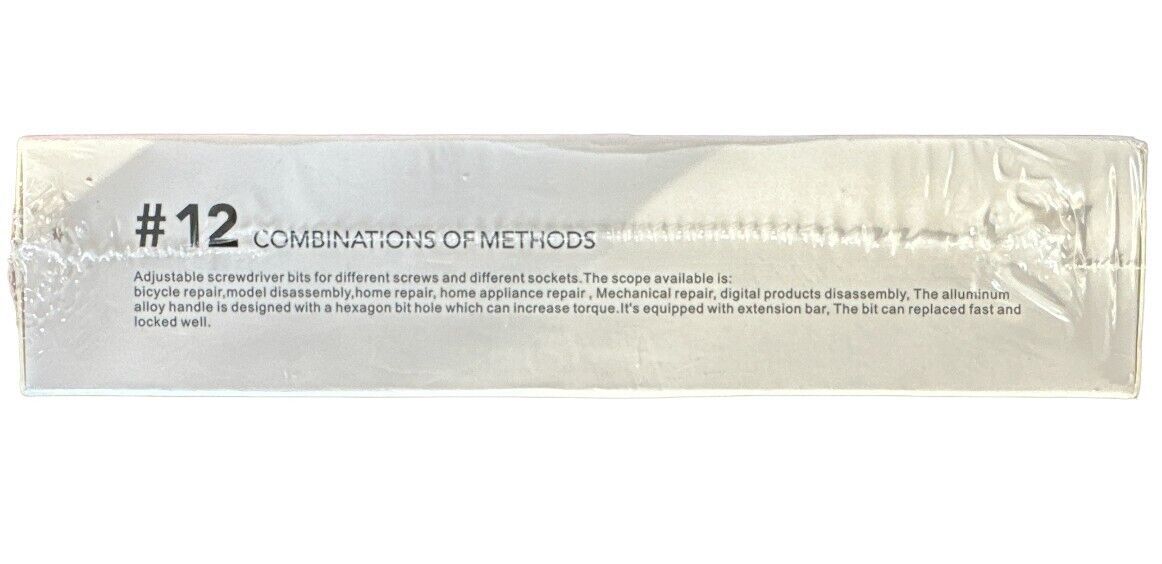 #12 COMBINATIONS OF METHODS
Adjustable screwdriver bits for different screws and different sockets.The scope available is:
bicycle repair,model disassembly,home repair, home appliance repair , Mechanical repair, digital products disassembly, The alluminum
alloy handle is designed with a hexagon bit hole which can increase torque.It's equipped with extension bar, The bit can replaced fast and
locked well.